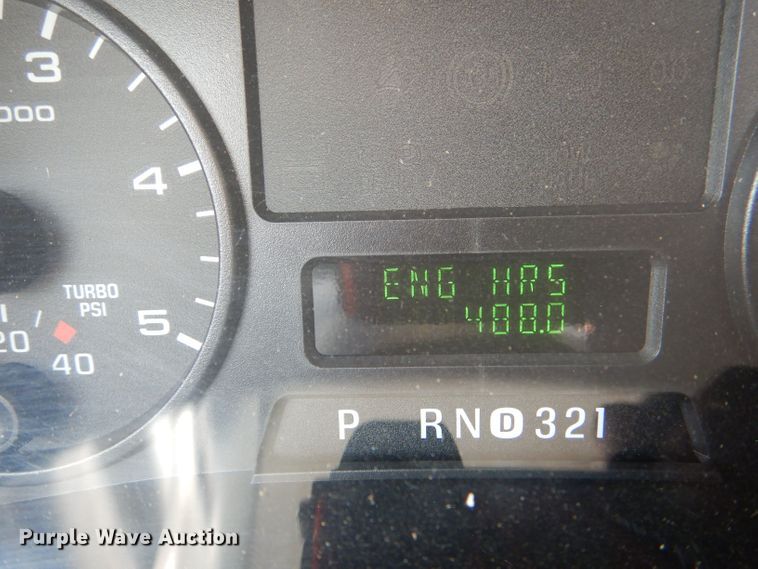 3
000
4
TURBO
PSI
5
20
40
ENG HRS
488.0
P RND321
Purple Wave Auction